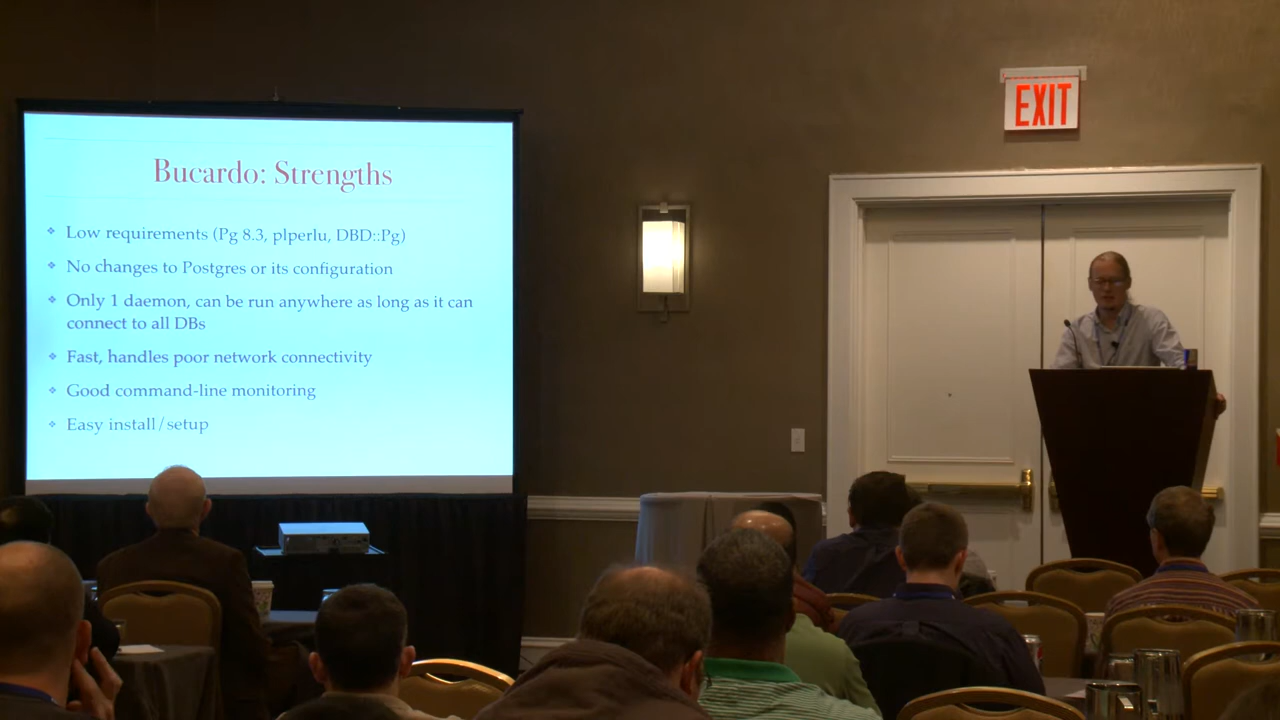 Bucardo: Strengths
Low requirements (Pg 8.3, plperlu, DBD::Pg)
No changes to Postgres or its configuration
Only 1 daemon, can be run anywhere as long as it can
connect to all DBs
Fast, handles poor network connectivity
Good command-line monitoring
Easy install/setup
EXIT